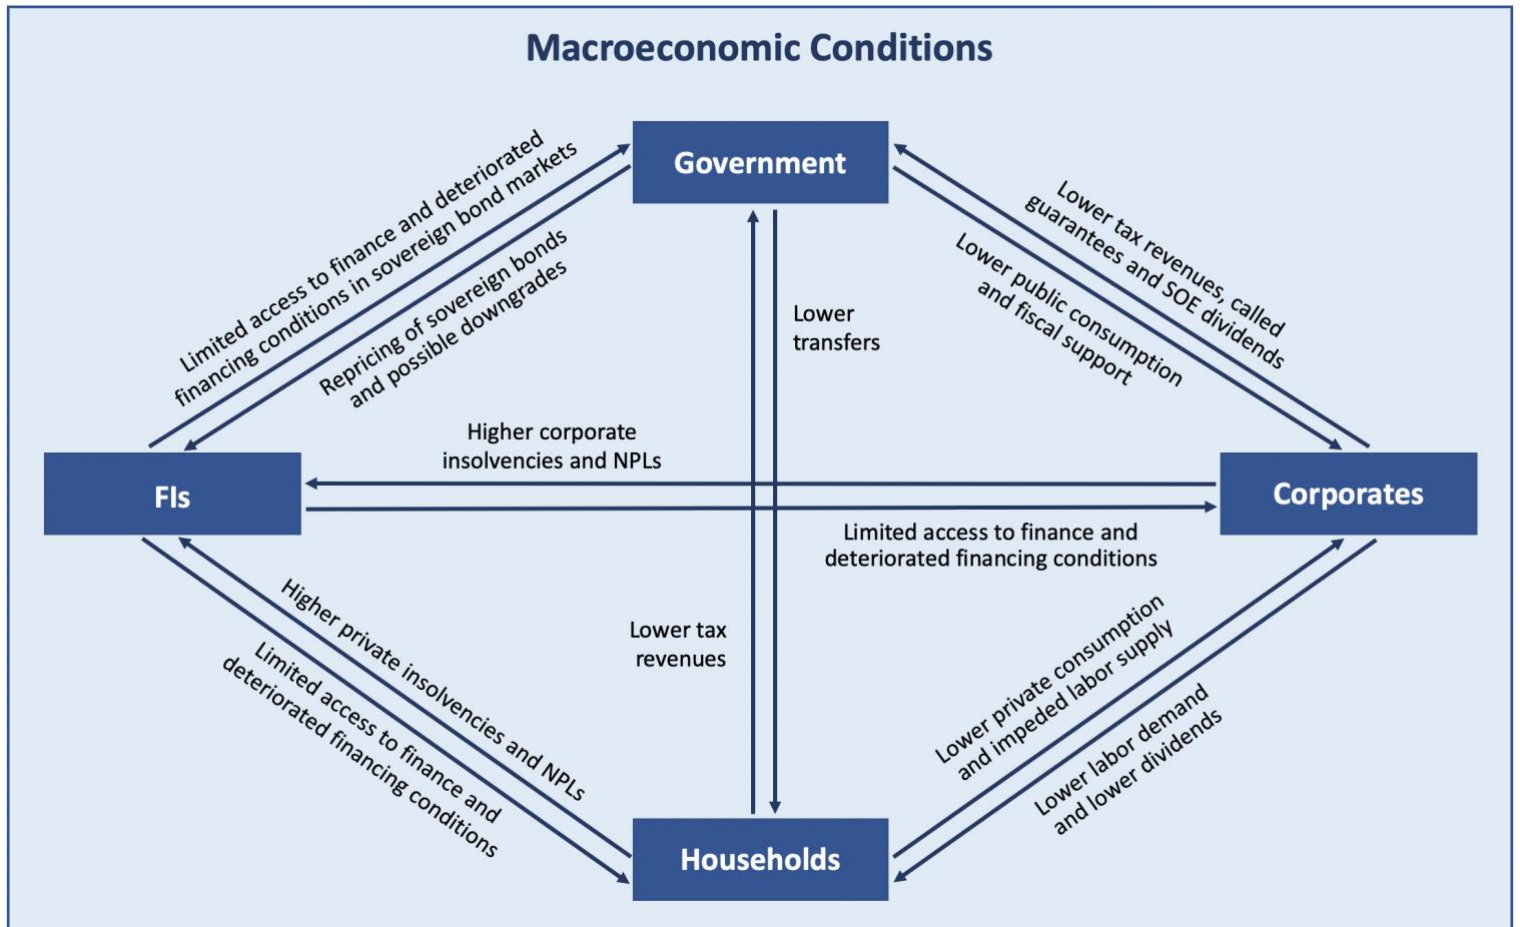 Macroeconomic Conditions
Government
Limited access to finance and deteriorated
financing conditions in sovereign bond markets
Repricing of sovereign bonds
and possible downgrades
Lower tax revenues, called
guarantees and SOE dividends
Lower public consumption
and fiscal support
Lower
transfers
Higher corporate
insolvencies and NPLs
FIs
Corporates
Limited access to finance and
deteriorated financing conditions
Lower tax
revenues
Higher private insolvencies and NPLs
Limited access to finance and
deteriorated financing conditions
Lower private consumption
and impeded labor supply
Lower labor demand
and lower dividends
Households